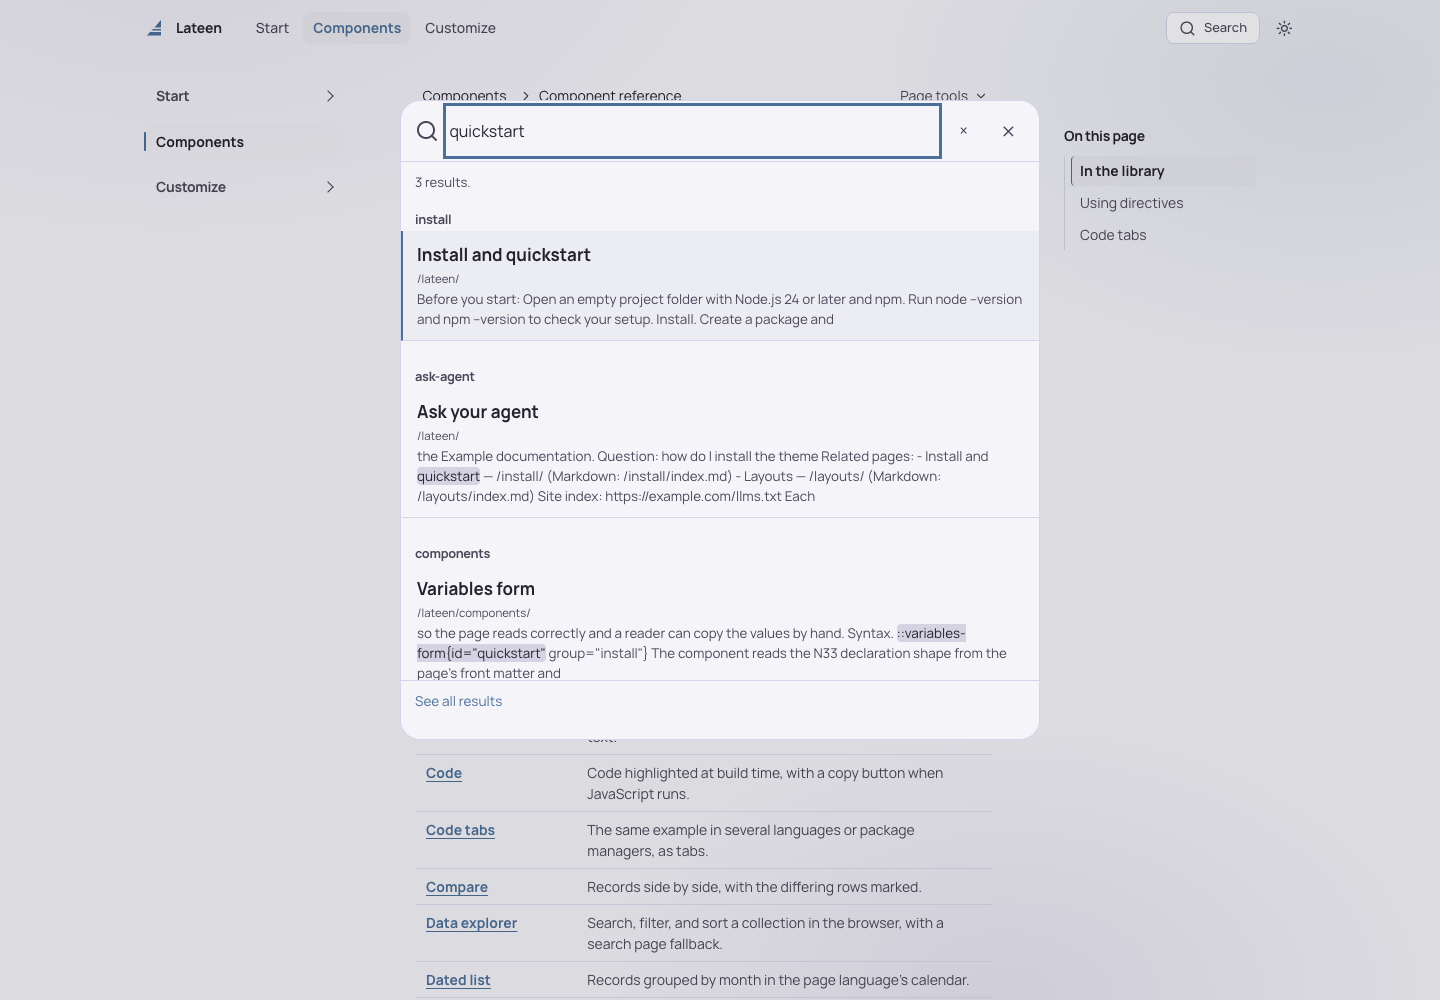 Lateen
Start
Components
Customize
Search
Start
Components
Customize
Components
Component reference
Page tools
quickstart
3 results.
install
Install and quickstart
/lateen/
Before you start: Open an empty project folder with Node.js 24 or later and npm. Run node –version
and npm –version to check your setup. Install. Create a package and
ask-agent
Ask your agent
/lateen/
the Example documentation. Question: how do I install the theme Related pages: - Install and
quickstart — /install/ (Markdown: /install/index.md) - Layouts — /layouts/ (Markdown:
/layouts/index.md) Site index: https://example.com/llms.txt Each
components
Variables form
/lateen/components/
so the page reads correctly and a reader can copy the values by hand. Syntax. ::variables-
form{id="quickstart" group="install"} The component reads the N33 declaration shape from the
page's front matter and
See all results
On this page
In the library
Using directives
Code tabs
text.
Code
Code highlighted at build time, with a copy button when
JavaScript runs.
Code tabs
The same example in several languages or package
managers, as tabs.
Compare
Records side by side, with the differing rows marked.
Data explorer
Search, filter, and sort a collection in the browser, with a
search page fallback.
Dated list
Records grouped by month in the page language's calendar.